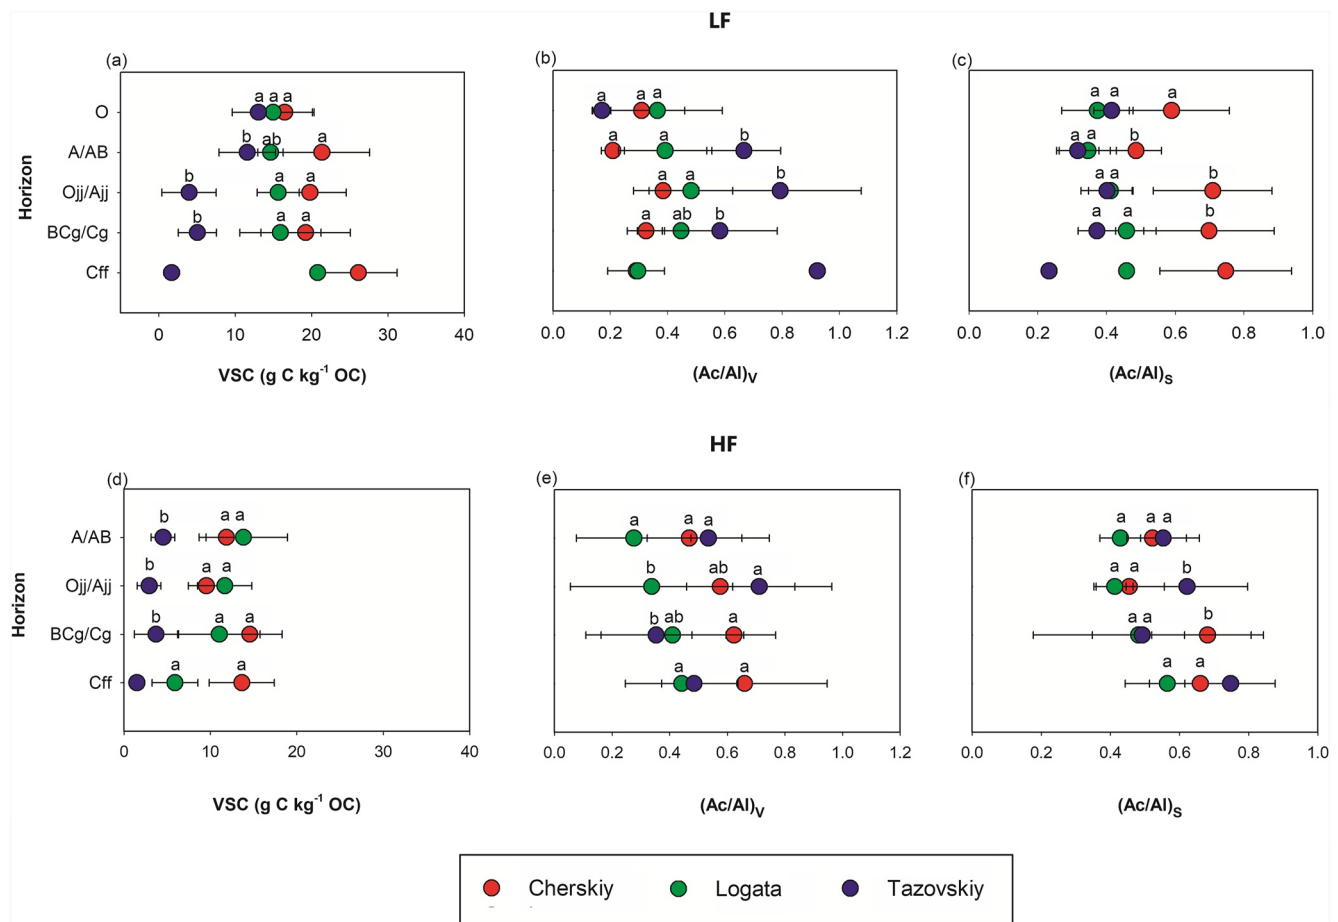 LF
(a)
(b)
(c)
Horizon
O
A/AB
Ojj/Ajj
BCg/Cg
Cff
a a a
b ab a
b a a
b a a
0 10 20 30 40
VSC (g C kg-1 OC)
a a a
a a b
a a b
a ab b
0.0 0.2 0.4 0.6 0.8 1.0 1.2
(Ac/Al)V
a a a
a a b
a a b
a a b
0.0 0.2 0.4 0.6 0.8 1.0
(Ac/Al)S
HF
(d)
(e)
(f)
Horizon
A/AB
Ojj/Ajj
BCg/Cg
Cff
b a a
b a a
b a a
a a
0 10 20 30 40
VSC (g C kg-1 OC)
a a a
b ab a
b ab a
a a
0.0 0.2 0.4 0.6 0.8 1.0 1.2
(Ac/Al)V
a a a
a a b
a a b
a a
0.0 0.2 0.4 0.6 0.8 1.0
(Ac/Al)S
Cherskiy Logata Tazovskiy